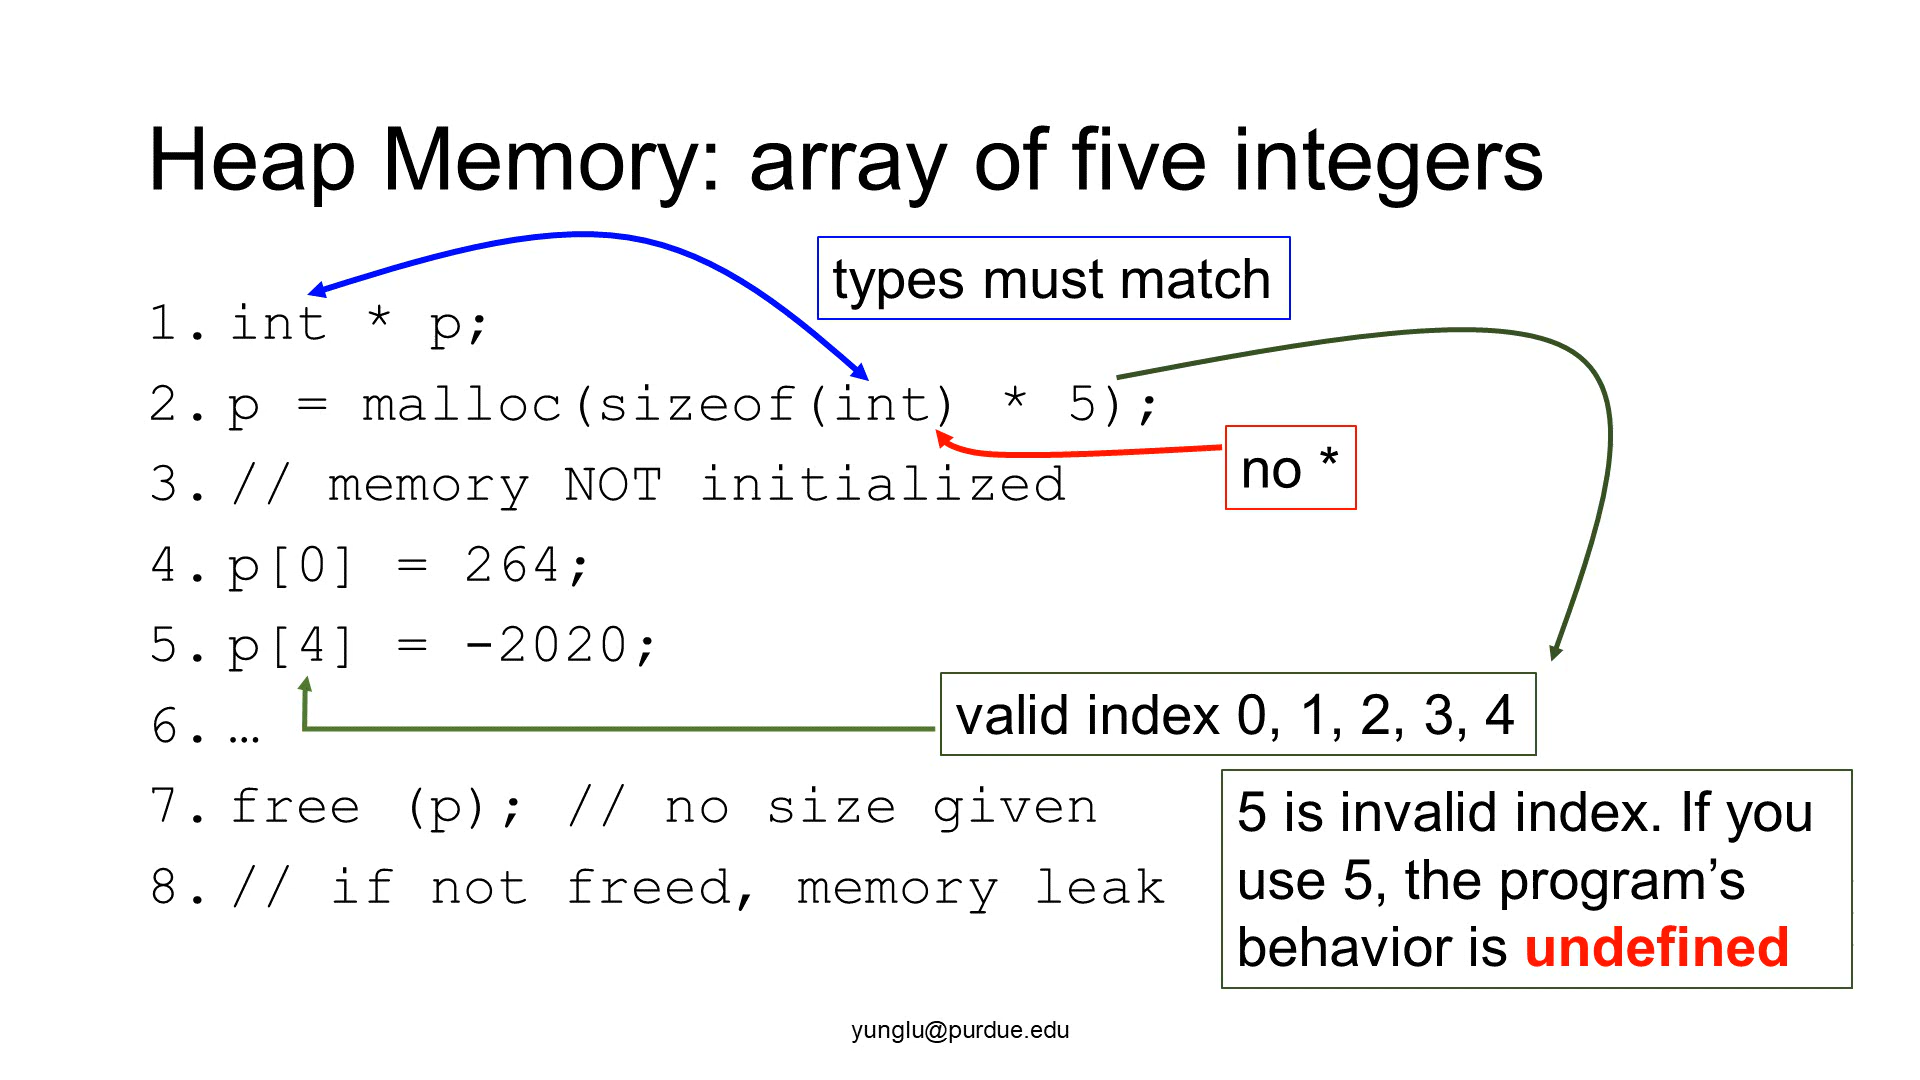 Heap Memory: array of five integers
types must match
1. int * p;
2. p = malloc(sizeof(int) * 5);
no *
3. // memory NOT initialized
4. p[0] = 264;
5. p[4] = -2020;
6. …
valid index 0, 1, 2, 3, 4
7. free (p); // no size given
8. // if not freed, memory leak
5 is invalid index. If you
use 5, the program’s
behavior is undefined
yunglu@purdue.edu